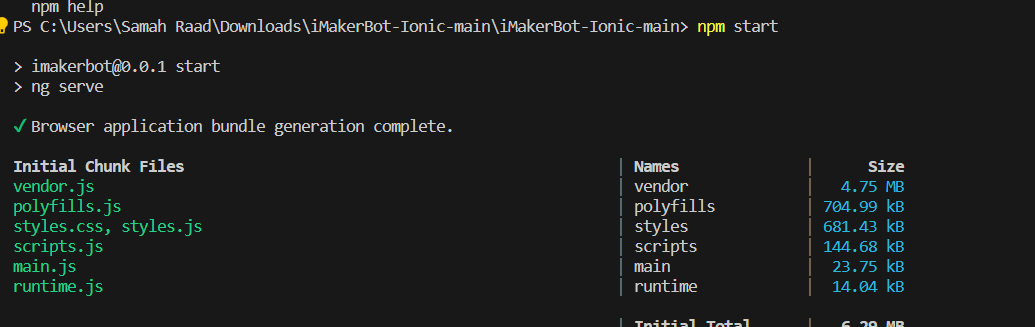 npm help
PS C:\Users\Samah Raad\Downloads\iMakerBot-Ionic-main\iMakerBot-Ionic-main> npm start
> imakerbot@0.0.1 start
> ng serve
✓ Browser application bundle generation complete.
Initial Chunk Files | Names | Size
vendor.js | vendor | 4.75 MB
polyfills.js | polyfills | 704.99 kB
styles.css, styles.js | styles | 681.43 kB
scripts.js | scripts | 144.68 kB
main.js | main | 23.75 kB
runtime.js | runtime | 14.04 kB
| Initial Total | 6.29 MB